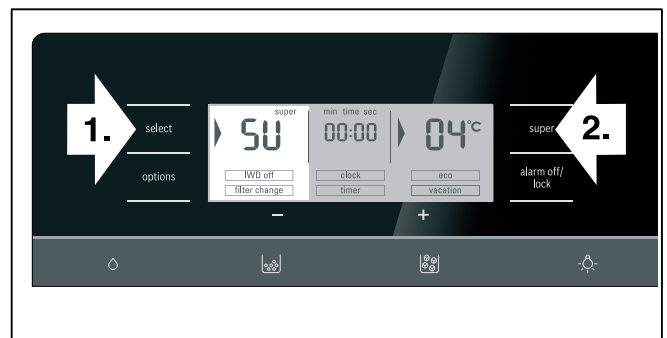 1.
select
options
super
SU
IWD off
filter change
min time sec
00:00
clock
timer
04°C
eco
vacation
super
alarm off/
lock
2.
−
+